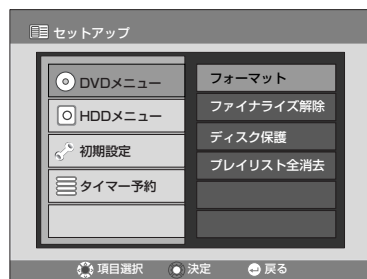 セットアップ
DVDメニュー
HDDメニュー
初期設定
タイマー予約
フォーマット
ファイナライズ解除
ディスク保護
プレイリスト全消去
項目選択 決定 戻る